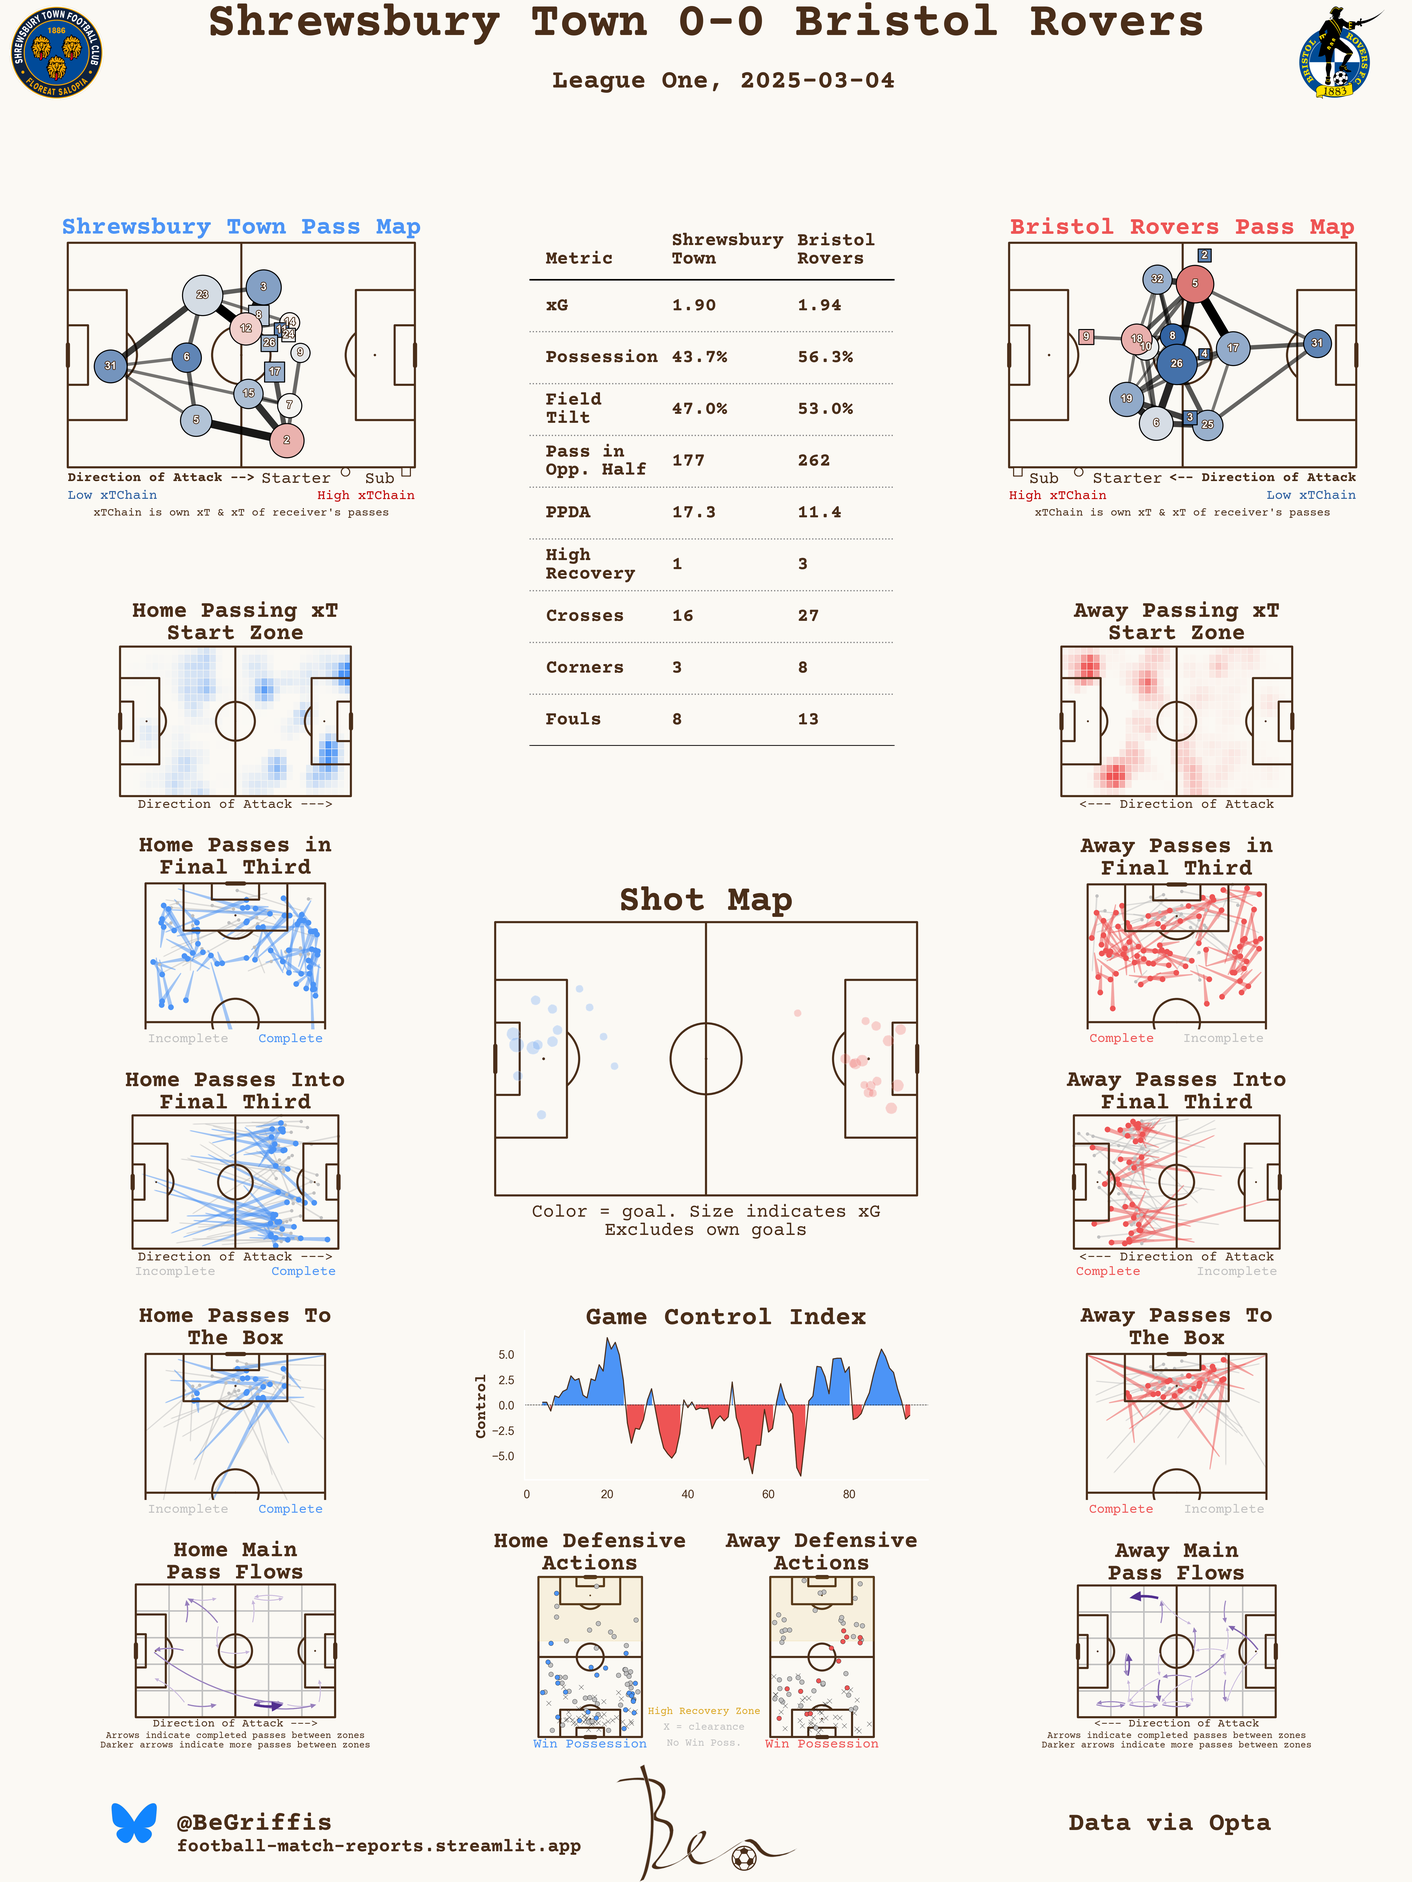 Shrewsbury Town 0-0 Bristol Rovers
League One, 2025-03-04
SHREWSBURY TOWN FOOTBALL CLUB
1886
FLOREAT SALOPIA
BRISTOL ROVERS F.C.
1883
Shrewsbury Town Pass Map
23
3
8
14
12
24
26
9
6
31
17
15
7
5
2
Direction of Attack --> Starter Sub
Low xTChain High xTChain
xTChain is own xT & xT of receiver's passes
Metric Shrewsbury Town Bristol Rovers
xG 1.90 1.94
Possession 43.7% 56.3%
Field Tilt 47.0% 53.0%
Pass in Opp. Half 177 262
PPDA 17.3 11.4
High Recovery 1 3
Crosses 16 27
Corners 3 8
Fouls 8 13
Bristol Rovers Pass Map
2
32
5
9
18
8
10
17
31
4
26
19
3
6
25
Sub Starter <-- Direction of Attack
High xTChain Low xTChain
xTChain is own xT & xT of receiver's passes
Home Passing xT
Start Zone
Direction of Attack --->
Away Passing xT
Start Zone
<--- Direction of Attack
Home Passes in
Final Third
Incomplete Complete
Away Passes in
Final Third
Complete Incomplete
Shot Map
Color = goal. Size indicates xG
Excludes own goals
Home Passes Into
Final Third
Direction of Attack --->
Incomplete Complete
Away Passes Into
Final Third
<--- Direction of Attack
Complete Incomplete
Home Passes To
The Box
Incomplete Complete
Game Control Index
Control
5.0
2.5
0.0
−2.5
−5.0
0 20 40 60 80
Away Passes To
The Box
Complete Incomplete
Home Main
Pass Flows
Direction of Attack --->
Arrows indicate completed passes between zones
Darker arrows indicate more passes between zones
Home Defensive
Actions
Win Possession
Away Defensive
Actions
Win Possession
High Recovery Zone
X = clearance
No Win Poss.
Away Main
Pass Flows
<--- Direction of Attack
Arrows indicate completed passes between zones
Darker arrows indicate more passes between zones
@BeGriffis
football-match-reports.streamlit.app
Ben
Data via Opta